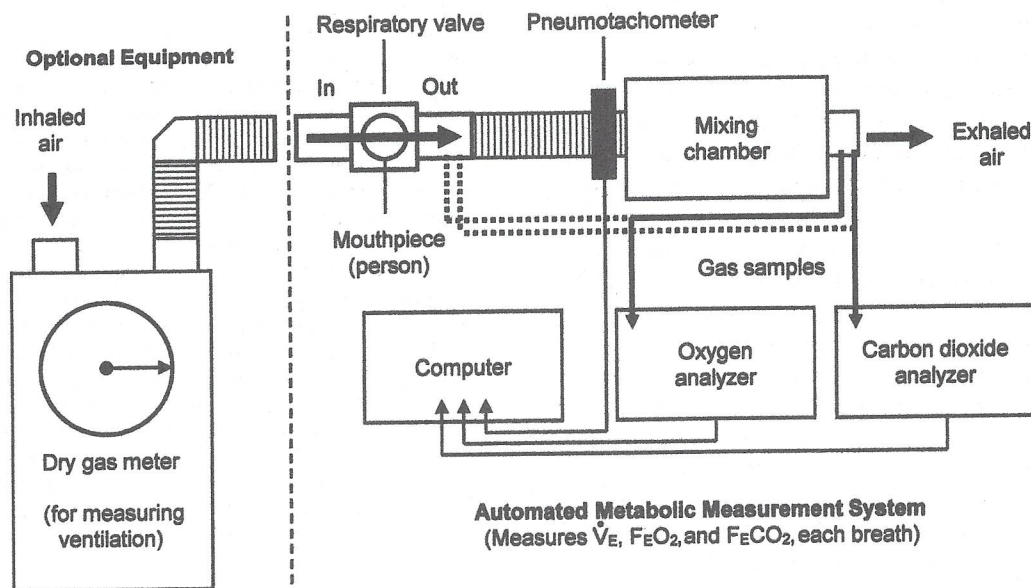 Optional Equipment
Inhaled
air
Dry gas meter
(for measuring
ventilation)
Respiratory valve
Pneumotachometer
In
Out
Mixing
chamber
Exhaled
air
Mouthpiece
(person)
Gas samples
Computer
Oxygen
analyzer
Carbon dioxide
analyzer
Automated Metabolic Measurement System
(Measures V̇E, FEO2, and FECO2, each breath)